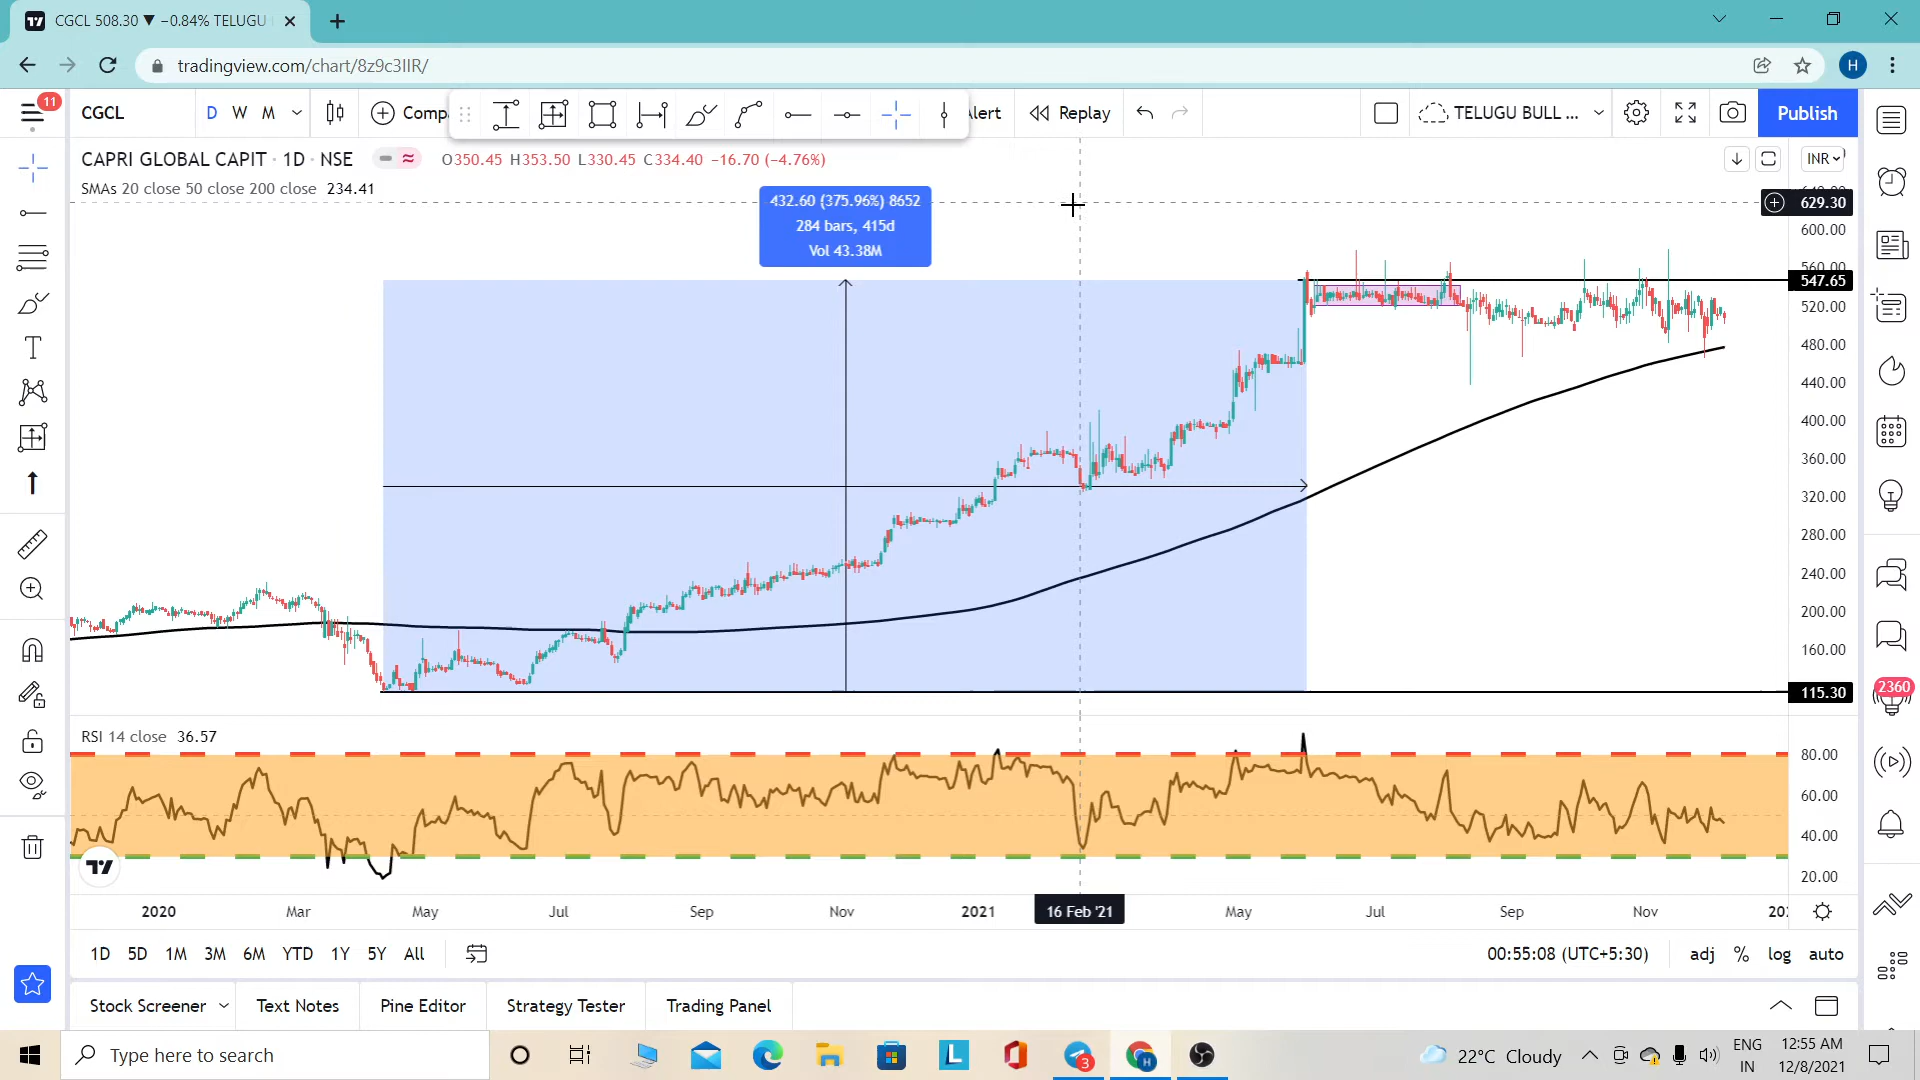 CGCL 508.30 ▼ −0.84% TELUGU
tradingview.com/chart/8z9c3IIR/
H
11
CGCL
D W M
Comp
Alert
Replay
TELUGU BULL ...
Publish
CAPRI GLOBAL CAPIT · 1D · NSE
O350.45 H353.50 L330.45 C334.40 −16.70 (−4.76%)
INR
SMAs 20 close 50 close 200 close 234.41
432.60 (375.96%) 8652
284 bars, 415d
Vol 43.38M
629.30
600.00
560.00
547.65
520.00
480.00
440.00
400.00
360.00
320.00
280.00
240.00
200.00
160.00
115.30
2360
RSI 14 close 36.57
80.00
60.00
40.00
20.00
2020 Mar May Jul Sep Nov 2021 16 Feb '21 May Jul Sep Nov
1D 5D 1M 3M 6M YTD 1Y 5Y All
00:55:08 (UTC+5:30)
adj % log auto
Stock Screener
Text Notes
Pine Editor
Strategy Tester
Trading Panel
Type here to search
L
3
H
22°C Cloudy
ENG
IN
12:55 AM
12/8/2021